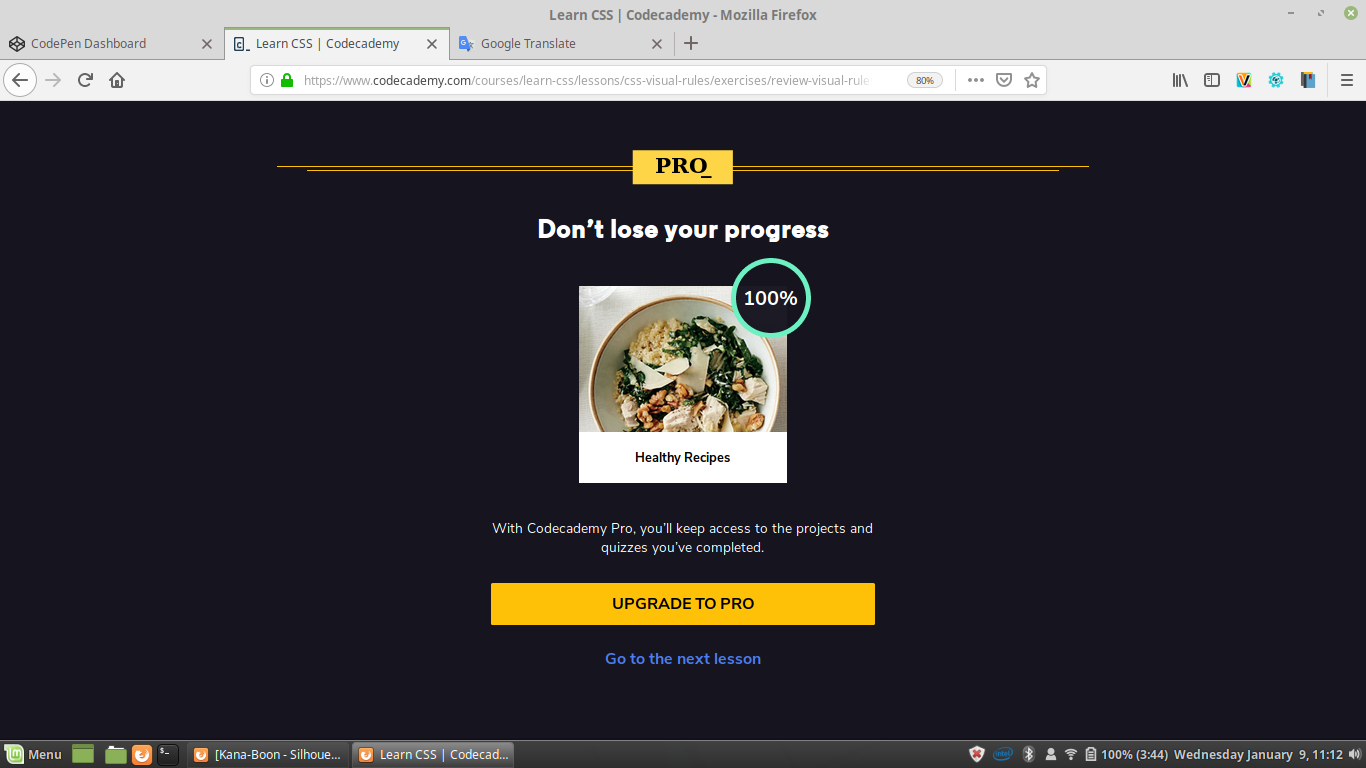 Learn CSS | Codecademy - Mozilla Firefox
CodePen Dashboard
Learn CSS | Codecademy
Google Translate
https://www.codecademy.com/courses/learn-css/lessons/css-visual-rules/exercises/review-visual-rule
80%
PRO_
Don’t lose your progress
100%
Healthy Recipes
With Codecademy Pro, you’ll keep access to the projects and
quizzes you’ve completed.
UPGRADE TO PRO
Go to the next lesson
Menu
[Kana-Boon - Silhoue...
Learn CSS | Codecad...
100% (3:44) Wednesday January 9, 11:12